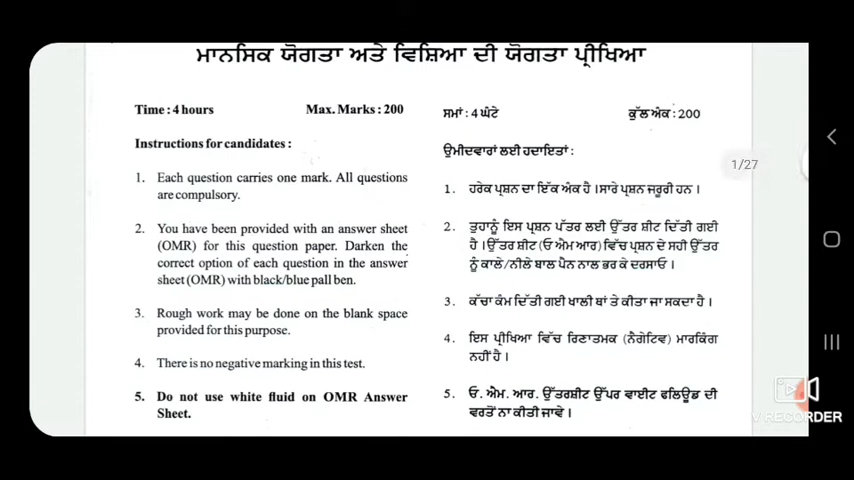 ਮਾਨਸਿਕ ਯੋਗਤਾ ਅਤੇ ਵਿਸ਼ਿਆ ਦੀ ਯੋਗਤਾ ਪ੍ਰੀਖਿਆ
Time : 4 hours
Max. Marks : 200
Instructions for candidates :
1. Each question carries one mark. All questions
are compulsory.
2. You have been provided with an answer sheet
(OMR) for this question paper. Darken the
correct option of each question in the answer
sheet (OMR) with black/blue pall ben.
3. Rough work may be done on the blank space
provided for this purpose.
4. There is no negative marking in this test.
5. Do not use white fluid on OMR Answer
Sheet.
ਸਮਾਂ : 4 ਘੰਟੇ
ਕੁੱਲ ਅੰਕ : 200
ਉਮੀਦਵਾਰਾਂ ਲਈ ਹਦਾਇਤਾਂ :
1. ਹਰੇਕ ਪ੍ਰਸ਼ਨ ਦਾ ਇੱਕ ਅੰਕ ਹੈ । ਸਾਰੇ ਪ੍ਰਸ਼ਨ ਜਰੂਰੀ ਹਨ ।
2. ਤੁਹਾਨੂੰ ਇਸ ਪ੍ਰਸ਼ਨ ਪੱਤਰ ਲਈ ਉੱਤਰ ਸ਼ੀਟ ਦਿੱਤੀ ਗਈ
ਹੈ । ਉੱਤਰ ਸ਼ੀਟ (ਓ ਐਮ ਆਰ) ਵਿੱਚ ਪ੍ਰਸ਼ਨ ਦੇ ਸਹੀ ਉੱਤਰ
ਨੂੰ ਕਾਲੇ/ਨੀਲੇ ਬਾਲ ਪੈਨ ਨਾਲ ਭਰ ਕੇ ਦਰਸਾਓ ।
3. ਕੱਚਾ ਕੰਮ ਦਿੱਤੀ ਗਈ ਖਾਲੀ ਥਾਂ ਤੇ ਕੀਤਾ ਜਾ ਸਕਦਾ ਹੈ ।
4. ਇਸ ਪ੍ਰੀਖਿਆ ਵਿੱਚ ਰਿਣਾਤਮਕ (ਨੈਗੇਟਿਵ) ਮਾਰਕਿੰਗ
ਨਹੀਂ ਹੈ ।
5. ਓ. ਐਮ. ਆਰ. ਉੱਤਰਸ਼ੀਟ ਉੱਪਰ ਵਾਈਟ ਫਲਿਊਡ ਦੀ
ਵਰਤੋਂ ਨਾ ਕੀਤੀ ਜਾਵੇ ।
1/27
V RECORDER